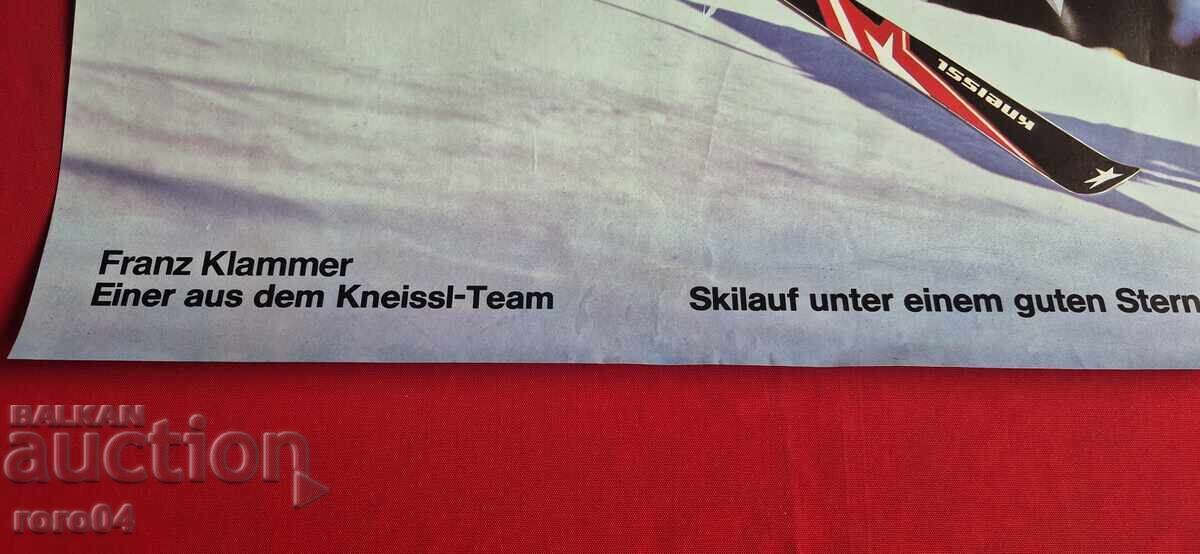 kneissl
Franz Klammer
Einer aus dem Kneissl-Team
Skilauf unter einem guten Stern
BALKAN
auction
roro04